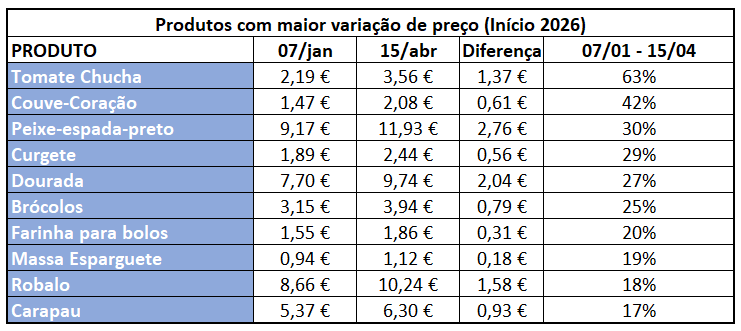 Produtos com maior variação de preço (Início 2026)
PRODUTO 07/jan 15/abr Diferença 07/01 - 15/04
Tomate Chucha 2,19 € 3,56 € 1,37 € 63%
Couve-Coração 1,47 € 2,08 € 0,61 € 42%
Peixe-espada-preto 9,17 € 11,93 € 2,76 € 30%
Curgete 1,89 € 2,44 € 0,56 € 29%
Dourada 7,70 € 9,74 € 2,04 € 27%
Brócolos 3,15 € 3,94 € 0,79 € 25%
Farinha para bolos 1,55 € 1,86 € 0,31 € 20%
Massa Esparguete 0,94 € 1,12 € 0,18 € 19%
Robalo 8,66 € 10,24 € 1,58 € 18%
Carapau 5,37 € 6,30 € 0,93 € 17%